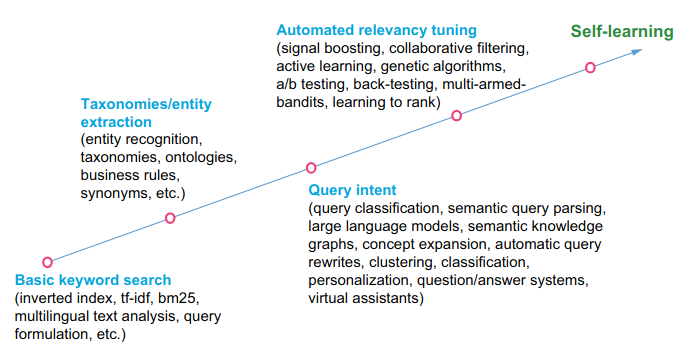 Basic keyword search
(inverted index, tf-idf, bm25,
multilingual text analysis, query
formulation, etc.)
Taxonomies/entity
extraction
(entity recognition,
taxonomies, ontologies,
business rules,
synonyms, etc.)
Query intent
(query classification, semantic query parsing,
large language models, semantic knowledge
graphs, concept expansion, automatic query
rewrites, clustering, classification,
personalization, question/answer systems,
virtual assistants)
Automated relevancy tuning
(signal boosting, collaborative filtering,
active learning, genetic algorithms,
a/b testing, back-testing, multi-armed-
bandits, learning to rank)
Self-learning